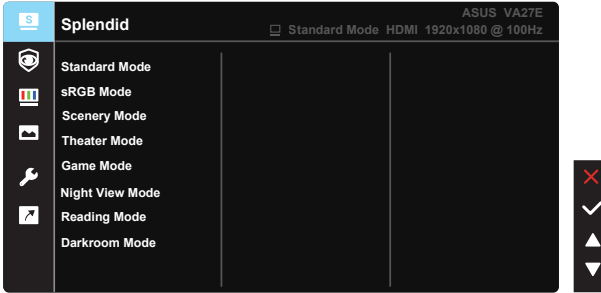 S
Splendid
ASUS VA27E
Standard Mode HDMI 1920x1080 @ 100Hz
Standard Mode
sRGB Mode
Scenery Mode
Theater Mode
Game Mode
Night View Mode
Reading Mode
Darkroom Mode